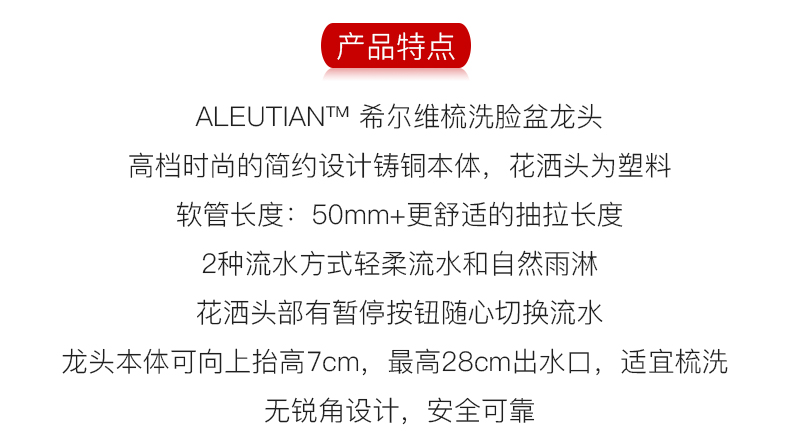 产品特点
ALEUTIAN™ 希尔维梳洗脸盆龙头
高档时尚的简约设计铸铜本体，花洒头为塑料
软管长度：50mm+更舒适的抽拉长度
2种流水方式轻柔流水和自然雨淋
花洒头部有暂停按钮随心切换流水
龙头本体可向上抬高7cm，最高28cm出水口，适宜梳洗
无锐角设计，安全可靠